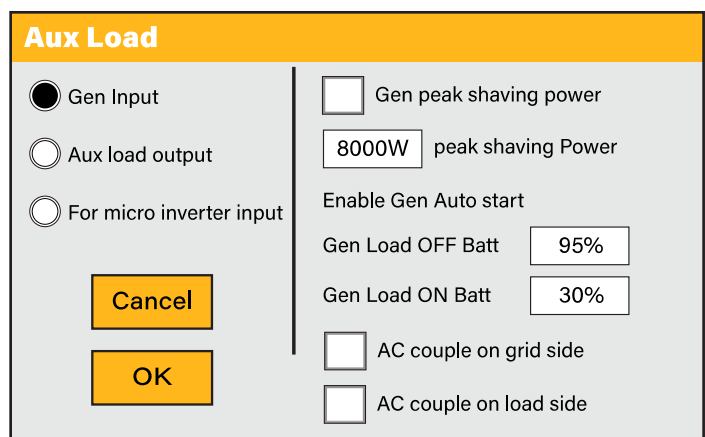 Aux Load
Gen Input
Aux load output
For micro inverter input
Cancel
OK
Gen peak shaving power
8000W peak shaving Power
Enable Gen Auto start
Gen Load OFF Batt 95%
Gen Load ON Batt 30%
AC couple on grid side
AC couple on load side